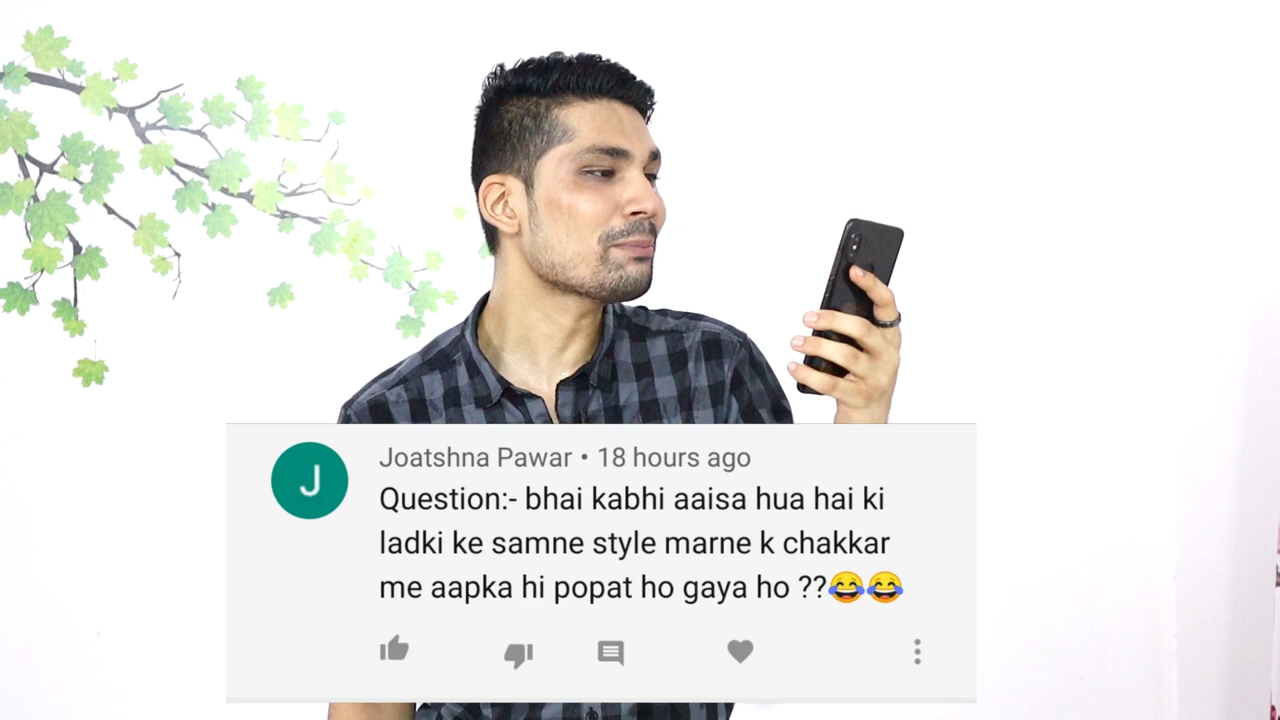 J
Joatshna Pawar • 18 hours ago
Question:- bhai kabhi aaisa hua hai ki
ladki ke samne style marne k chakkar
me aapka hi popat ho gaya ho ??😂😂